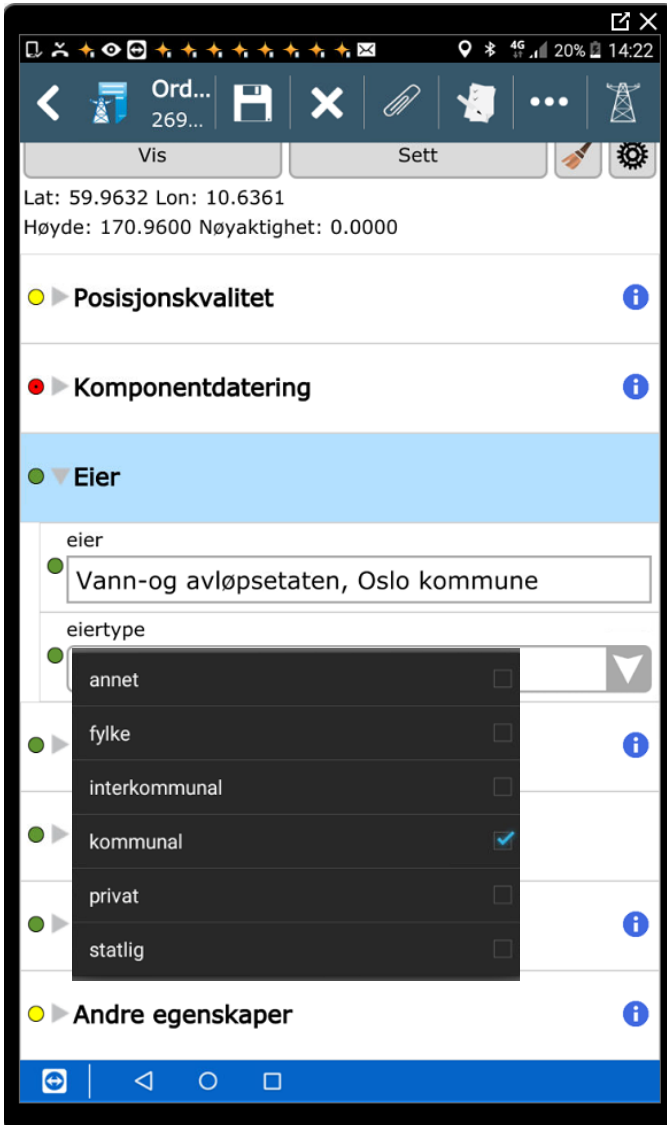 4G 20% 14:22
Ord...
269...
Vis Sett
Lat: 59.9632 Lon: 10.6361
Høyde: 170.9600 Nøyaktighet: 0.0000
Posisjonskvalitet
Komponentdatering
Eier
eier
Vann-og avløpsetaten, Oslo kommune
eiertype
annet
fylke
interkommunal
kommunal
privat
statlig
Andre egenskaper